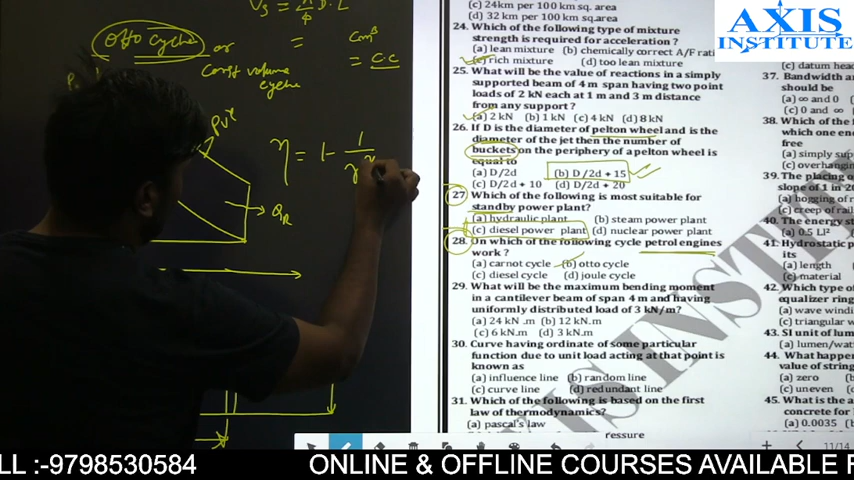 Vs = π/4 D². L
Otto cycle or
const volume
cycle
=
cm³
= CC
PVʳ
η = 1 - 1/r
QR
(c) 24km per 100 km sq. area
(d) 32 km per 100 km sq.area
24. Which of the following type of mixture
strength is required for acceleration ?
(a) lean mixture (b) chemically correct A/F rati
(c) rich mixture (d) too lean mixture
25. What will be the value of reactions in a simply
supported beam of 4 m span having two point
loads of 2 kN each at 1 m and 3 m distance
from any support ?
(a) 2 kN (b) 1 kN (c) 4 kN (d) 8 kN
26. If D is the diameter of pelton wheel and is the
diameter of the jet then the number of
buckets on the periphery of a pelton wheel is
equal to
(a) D/2d (b) D/2d + 15
(c) D/2d + 10 (d) D/2d + 20
27. Which of the following is most suitable for
standby power plant?
(a) hydraulic plant (b) steam power plant
(c) diesel power plant (d) nuclear power plant
28. On which of the following cycle petrol engines
work ?
(a) carnot cycle (b) otto cycle
(c) diesel cycle (d) joule cycle
29. What will be the maximum bending moment
in a cantilever beam of span 4 m and having
uniformly distributed load of 3 kN/m?
(a) 24 kN .m (b) 12 kN.m
(c) 6 kN.m (d) 3 kN.m
30. Curve having ordinate of some particular
function due to unit load acting at that point is
known as
(a) influence line (b) random line
(c) curve line (d) redundant line
31. Which of the following is based on the first
law of thermodynamics?
(a) pascal's law
ressure
AXIS
INSTITUTE
(c) datum head
37. Bandwidth a
should be
(a) ∞ and 0
(c) 0 and ∞
38. Which of the
which one en
free
(a) simply sup
(c) over hang
39. The placing o
slope of 1 in 20
(a) hogging of r
(c) creep of rail
40. The energy st
(a) 0.5 LI²
41. Hydrostatic p
its
(a) length
(c) material
42. Which type of
equalizer ring
(a) wave windi
(c) triangular w
43. SI unit of lum
(a) lumen/wat
44. What happen
value of string
(a) zero (b
(c) uneven (d
45. What is the a
concrete for
(a) 0.0035 (b
11/14
LL :-9798530584 ONLINE & OFFLINE COURSES AVAILABLE F